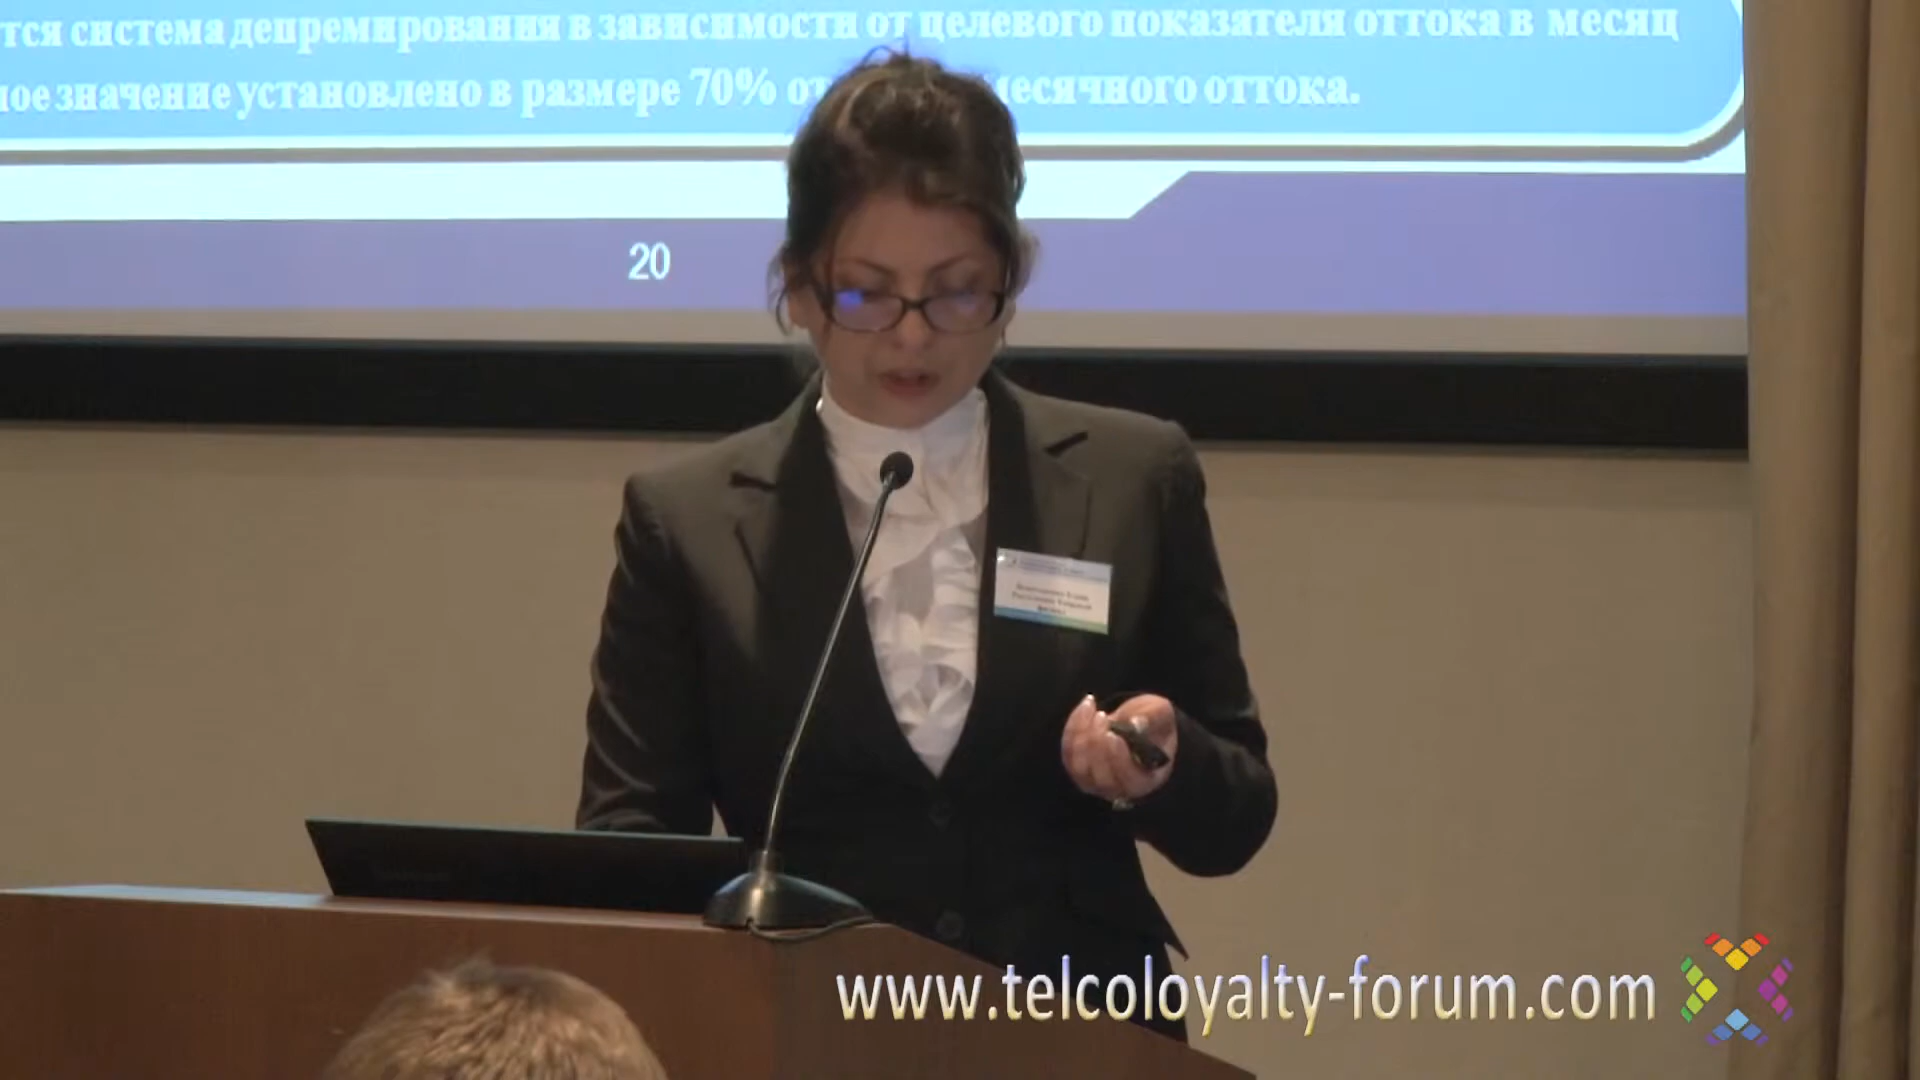 тся система депремирования в зависимости от целевого показателя оттока в месяц
ное значение установлено в размере 70% от месячного оттока.
20
www.telcoloyalty-forum.com